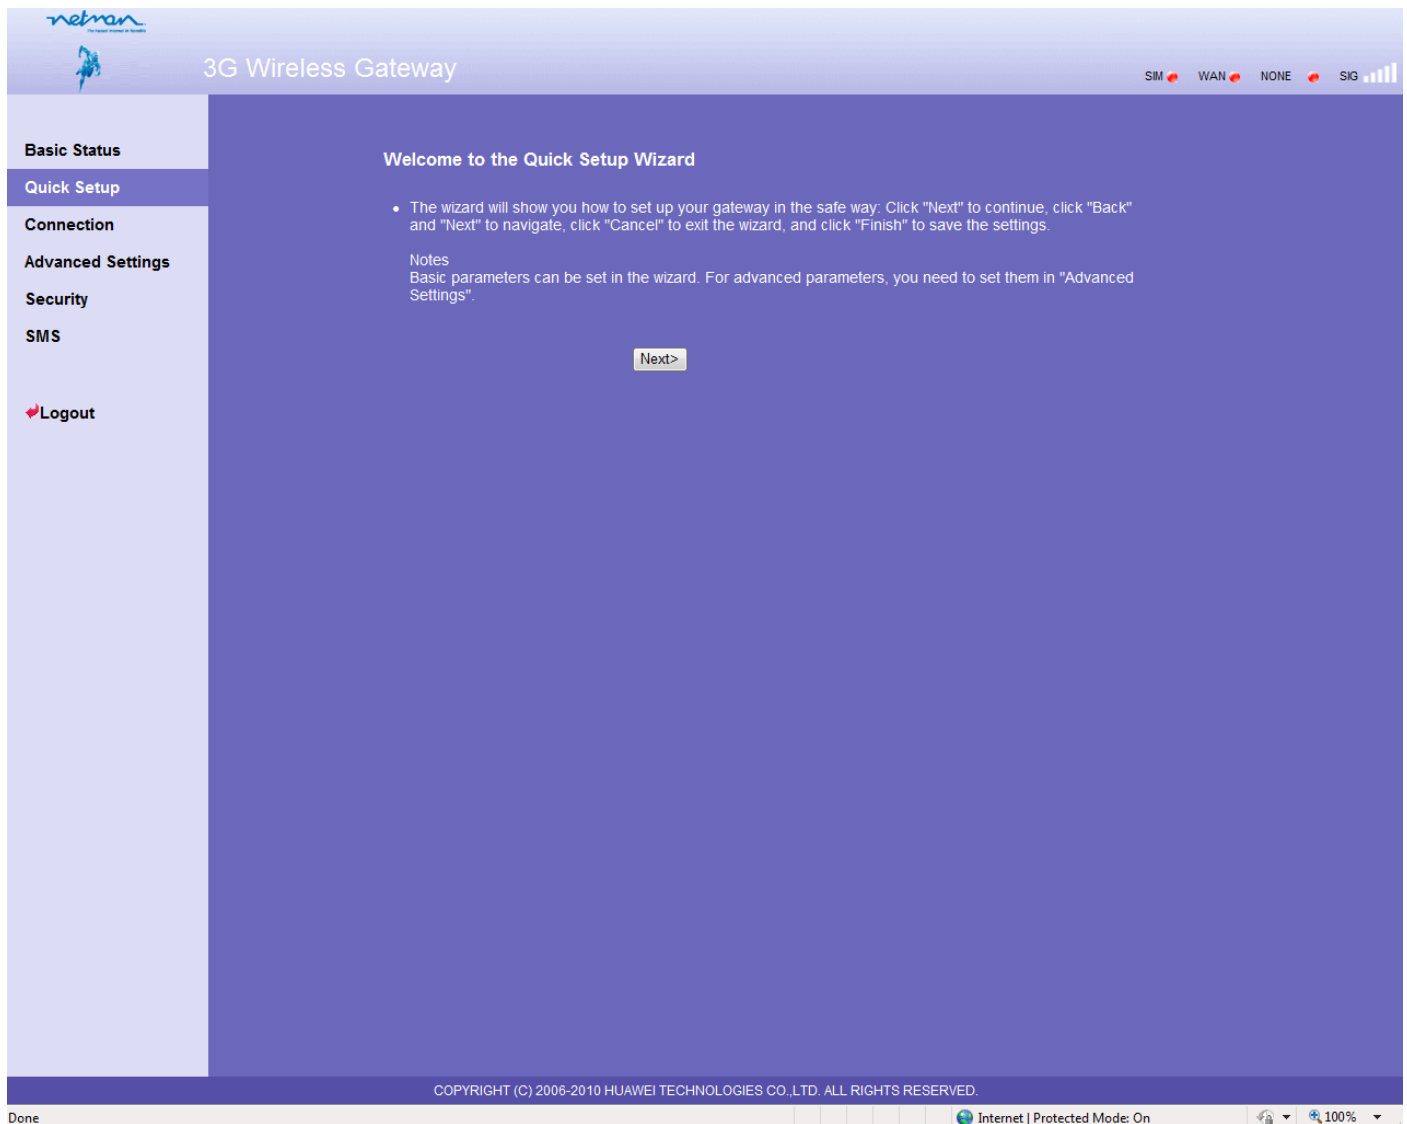 netman
The fastest Internet in Namibia
3G Wireless Gateway
SIM WAN NONE SIG
Basic Status
Quick Setup
Connection
Advanced Settings
Security
SMS
Logout
Welcome to the Quick Setup Wizard
• The wizard will show you how to set up your gateway in the safe way: Click "Next" to continue, click "Back"
and "Next" to navigate, click "Cancel" to exit the wizard, and click "Finish" to save the settings.
Notes
Basic parameters can be set in the wizard. For advanced parameters, you need to set them in "Advanced
Settings".
Next>
COPYRIGHT (C) 2006-2010 HUAWEI TECHNOLOGIES CO.,LTD. ALL RIGHTS RESERVED.
Done Internet | Protected Mode: On 100%